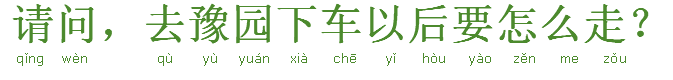 请问，去豫园下车以后要怎么走？
qǐng wèn qù yù yuán xià chē yǐ hòu yào zěn me zǒu